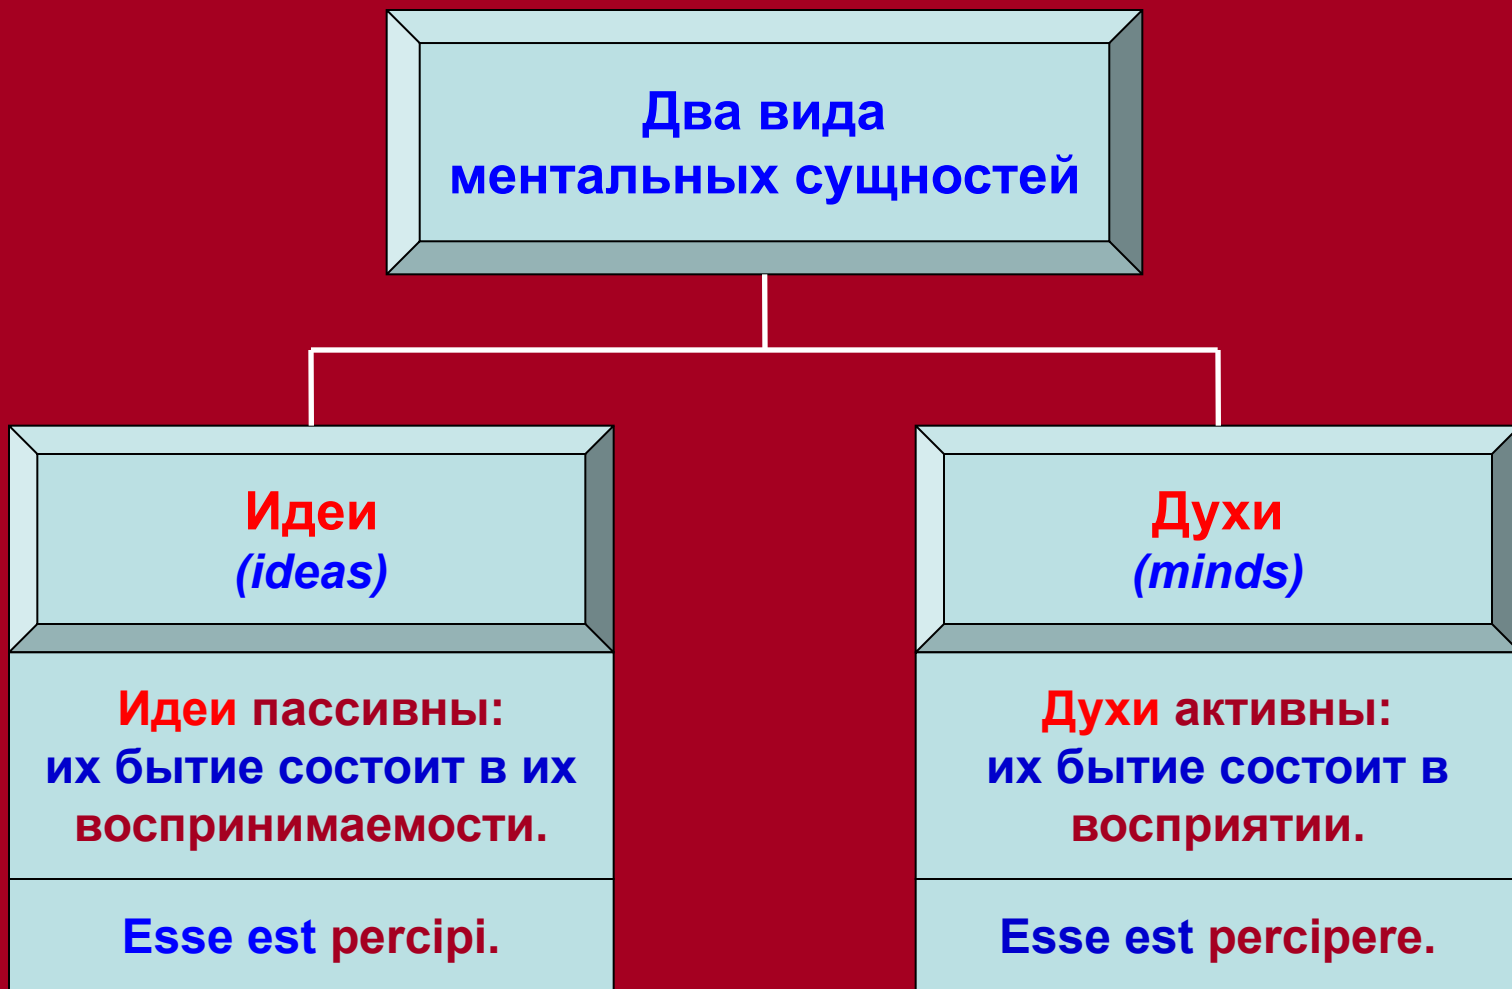 Два вида
ментальных сущностей
Идеи
(ideas)
Идеи пассивны:
их бытие состоит в их
воспринимаемости.
Esse est percipi.
Духи
(minds)
Духи активны:
их бытие состоит в
восприятии.
Esse est percipere.